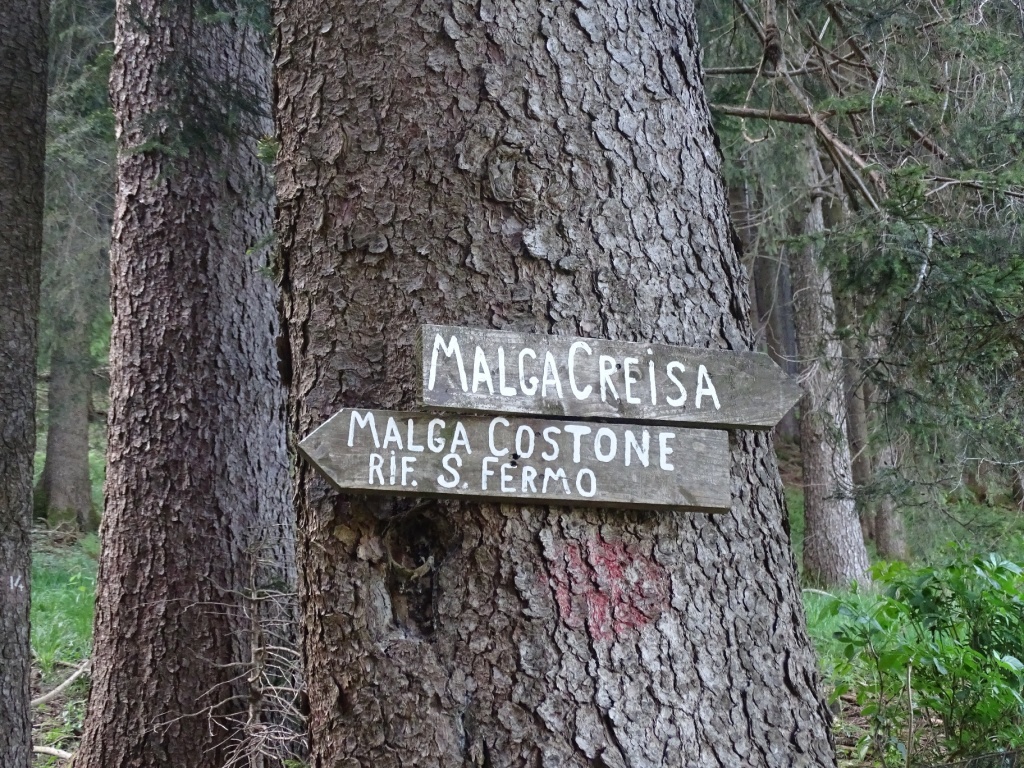 MALGA CREiSA
MALGA COSTONE
RiF. S. FERMO